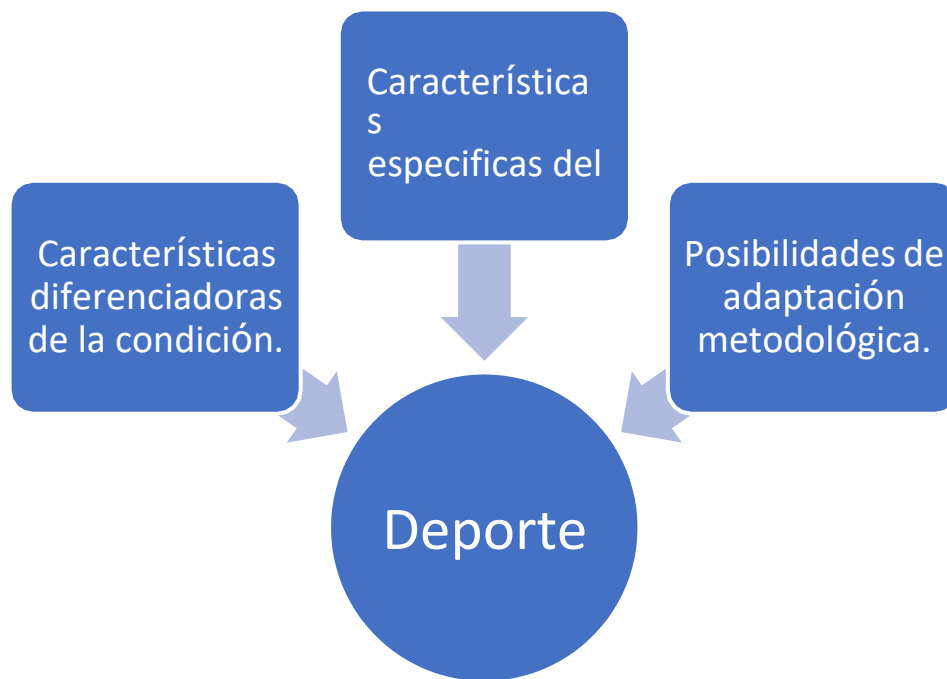 Características
diferenciadoras
de la condición.
Característica
s
especificas del
Posibilidades de
adaptación
metodológica.
Deporte